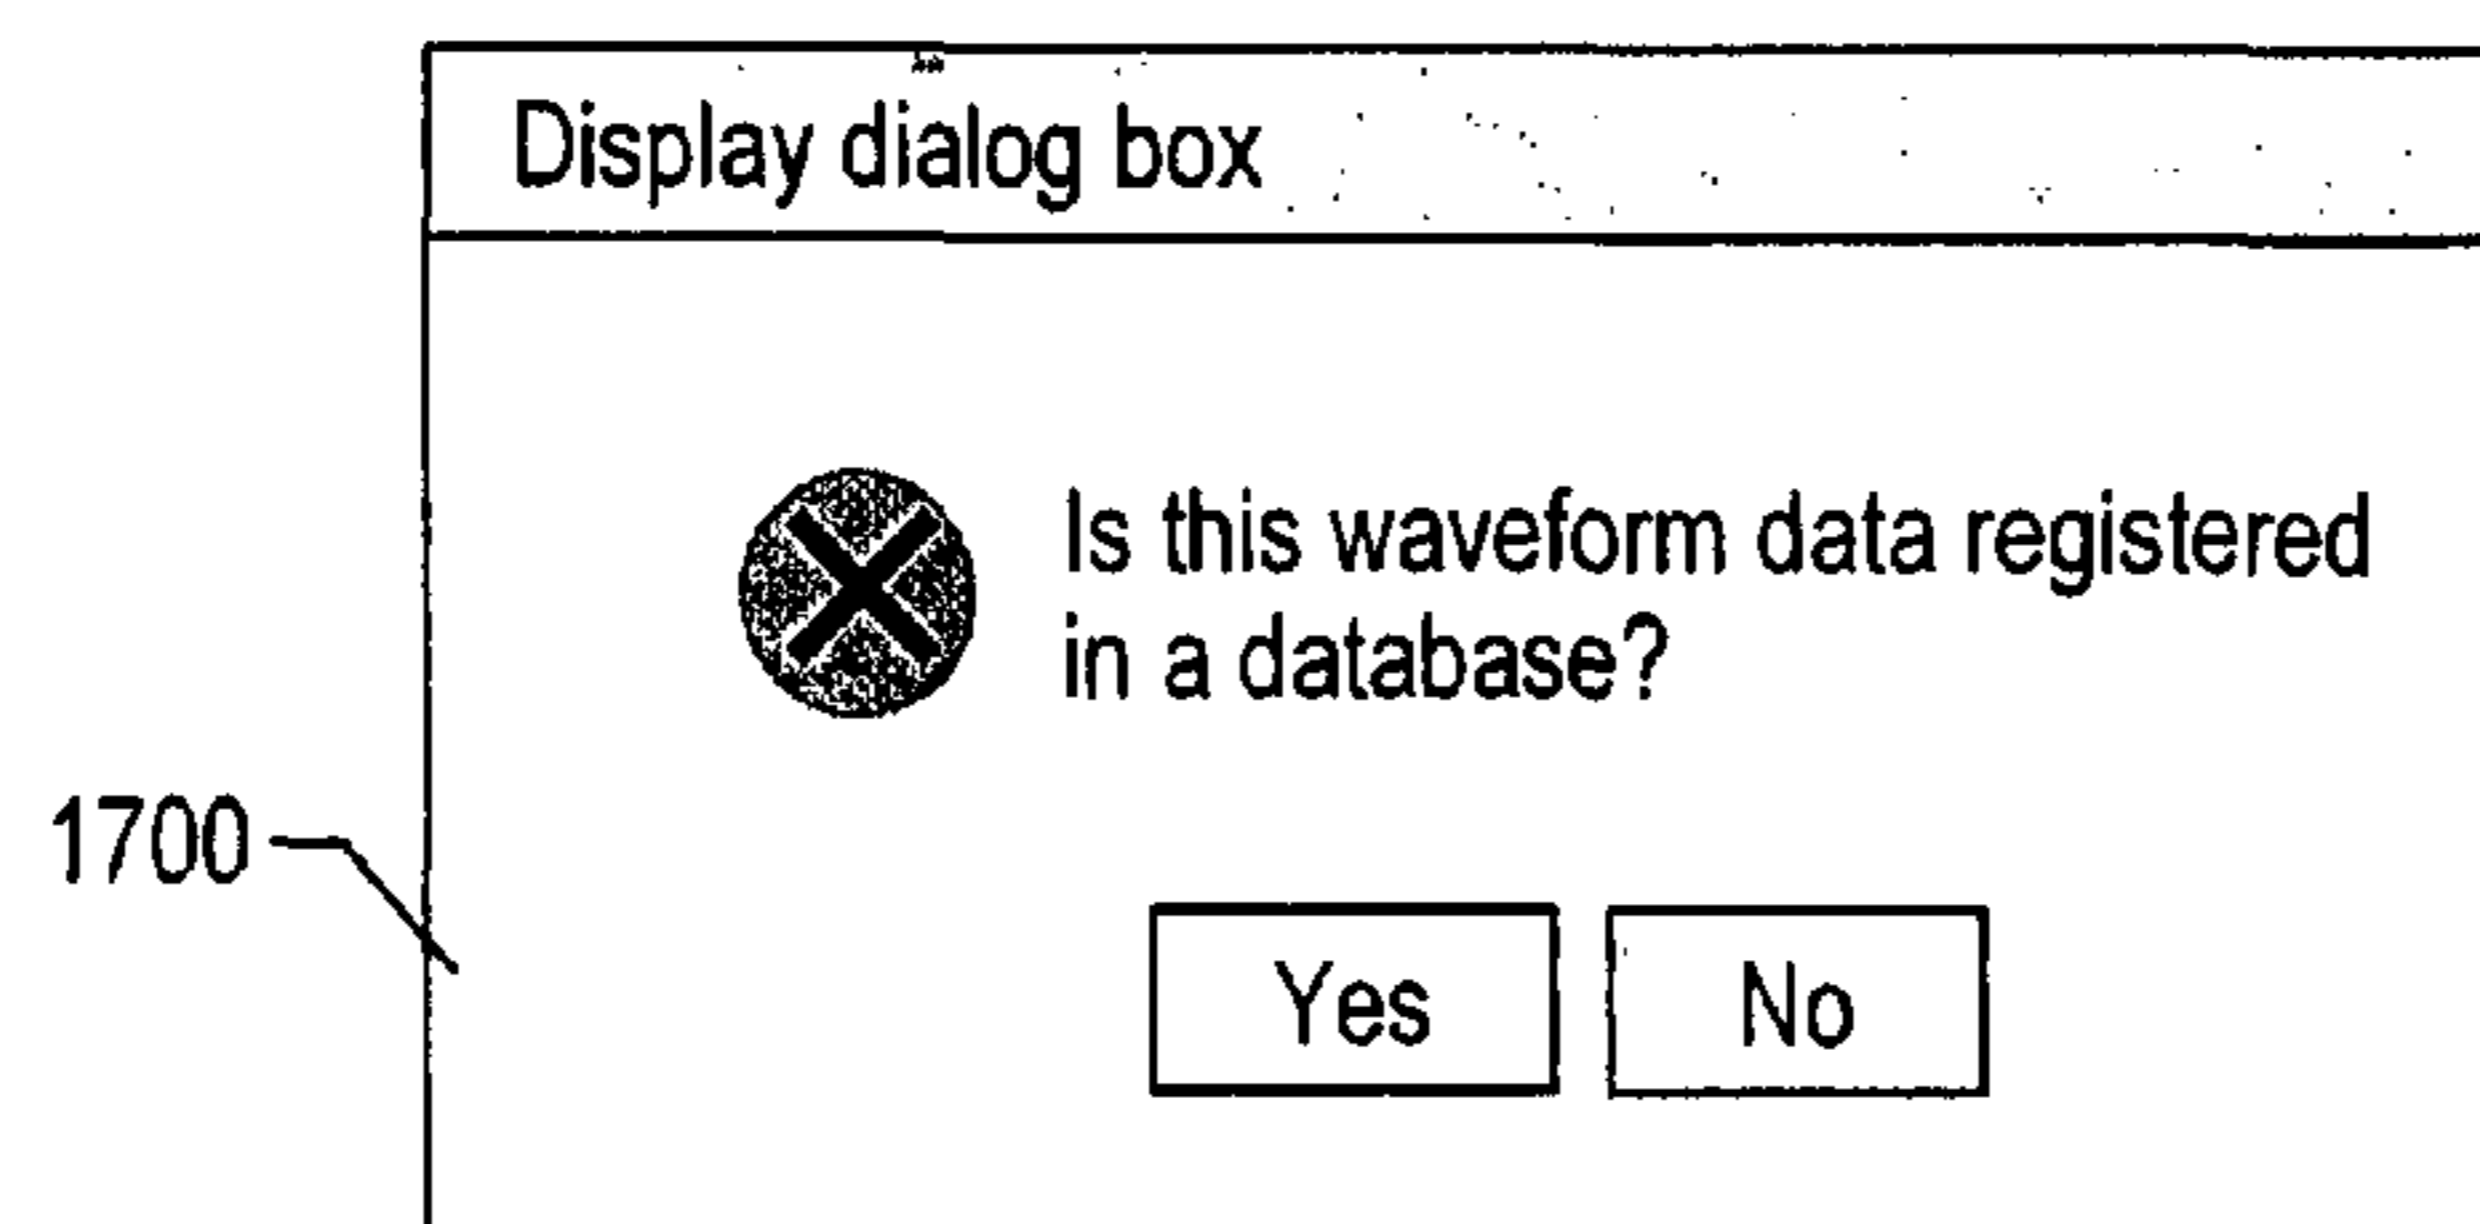 Display dialog box
Is this waveform data registered
in a database?
1700
Yes No